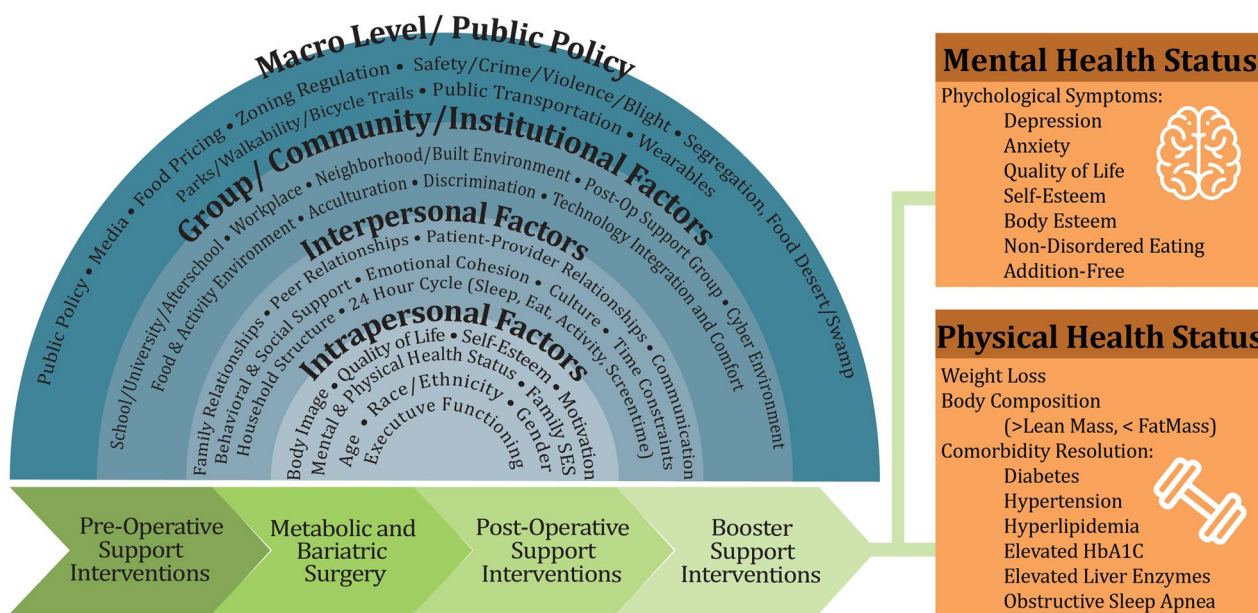 Macro Level/ Public Policy
Public Policy • Media • Food Pricing • Zoning Regulation • Safety/Crime/Violence/Blight • Segregation, Food Desert/Swamp
Parks/Walkability/Bicycle Trails • Public Transportation • Wearables
Group/ Community/Institutional Factors
School/University/Afterschool • Workplace • Neighborhood/Built Environment • Post-Op Support Group • Cyber Environment
Food & Activity Environment • Acculturation • Discrimination • Technology Integration and Comfort
Interpersonal Factors
Family Relationships • Peer Relationships • Patient-Provider Relationships • Communication
Behavioral & Social Support • Emotional Cohesion • Culture • Time Constraints
Household Structure • 24 Hour Cycle (Sleep, Eat, Activity, Screentime)
Intrapersonal Factors
Body Image • Quality of Life • Self-Esteem • Motivation
Mental & Physical Health Status • Family SES
Age • Race/Ethnicity • Gender
Executuve Functioning
Pre-Operative
Support
Interventions
Metabolic and
Bariatric
Surgery
Post-Operative
Support
Interventions
Booster
Support
Interventions
Mental Health Status
Phychological Symptoms:
Depression
Anxiety
Quality of Life
Self-Esteem
Body Esteem
Non-Disordered Eating
Addition-Free
Physical Health Status
Weight Loss
Body Composition
(>Lean Mass, < FatMass)
Comorbidity Resolution:
Diabetes
Hypertension
Hyperlipidemia
Elevated HbA1C
Elevated Liver Enzymes
Obstructive Sleep Apnea